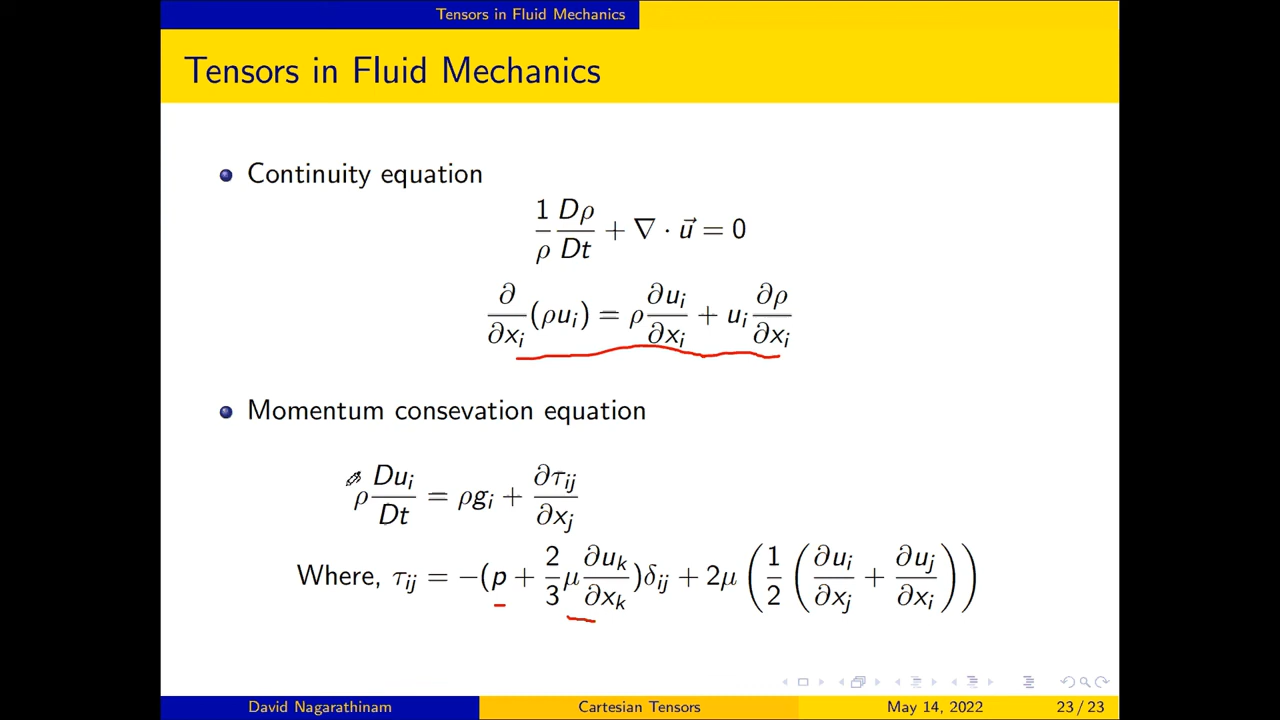 Tensors in Fluid Mechanics
Tensors in Fluid Mechanics
Continuity equation
1/ρ Dρ/Dt + ∇ · u⃗ = 0
∂/∂xᵢ (ρuᵢ) = ρ ∂uᵢ/∂xᵢ + uᵢ ∂ρ/∂xᵢ
Momentum consevation equation
ρ Duᵢ/Dt = ρgᵢ + ∂τᵢⱼ/∂xⱼ
Where, τᵢⱼ = −(p + 2/3 μ ∂uₖ/∂xₖ)δᵢⱼ + 2μ (1/2 (∂uᵢ/∂xⱼ + ∂uⱼ/∂xᵢ))
David Nagarathinam Cartesian Tensors May 14, 2022 23 / 23